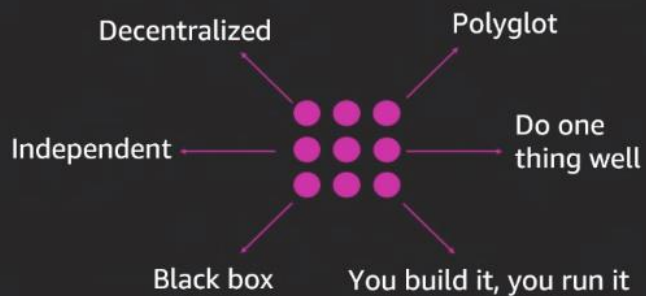 Decentralized
Polyglot
Independent
Do one
thing well
Black box
You build it, you run it